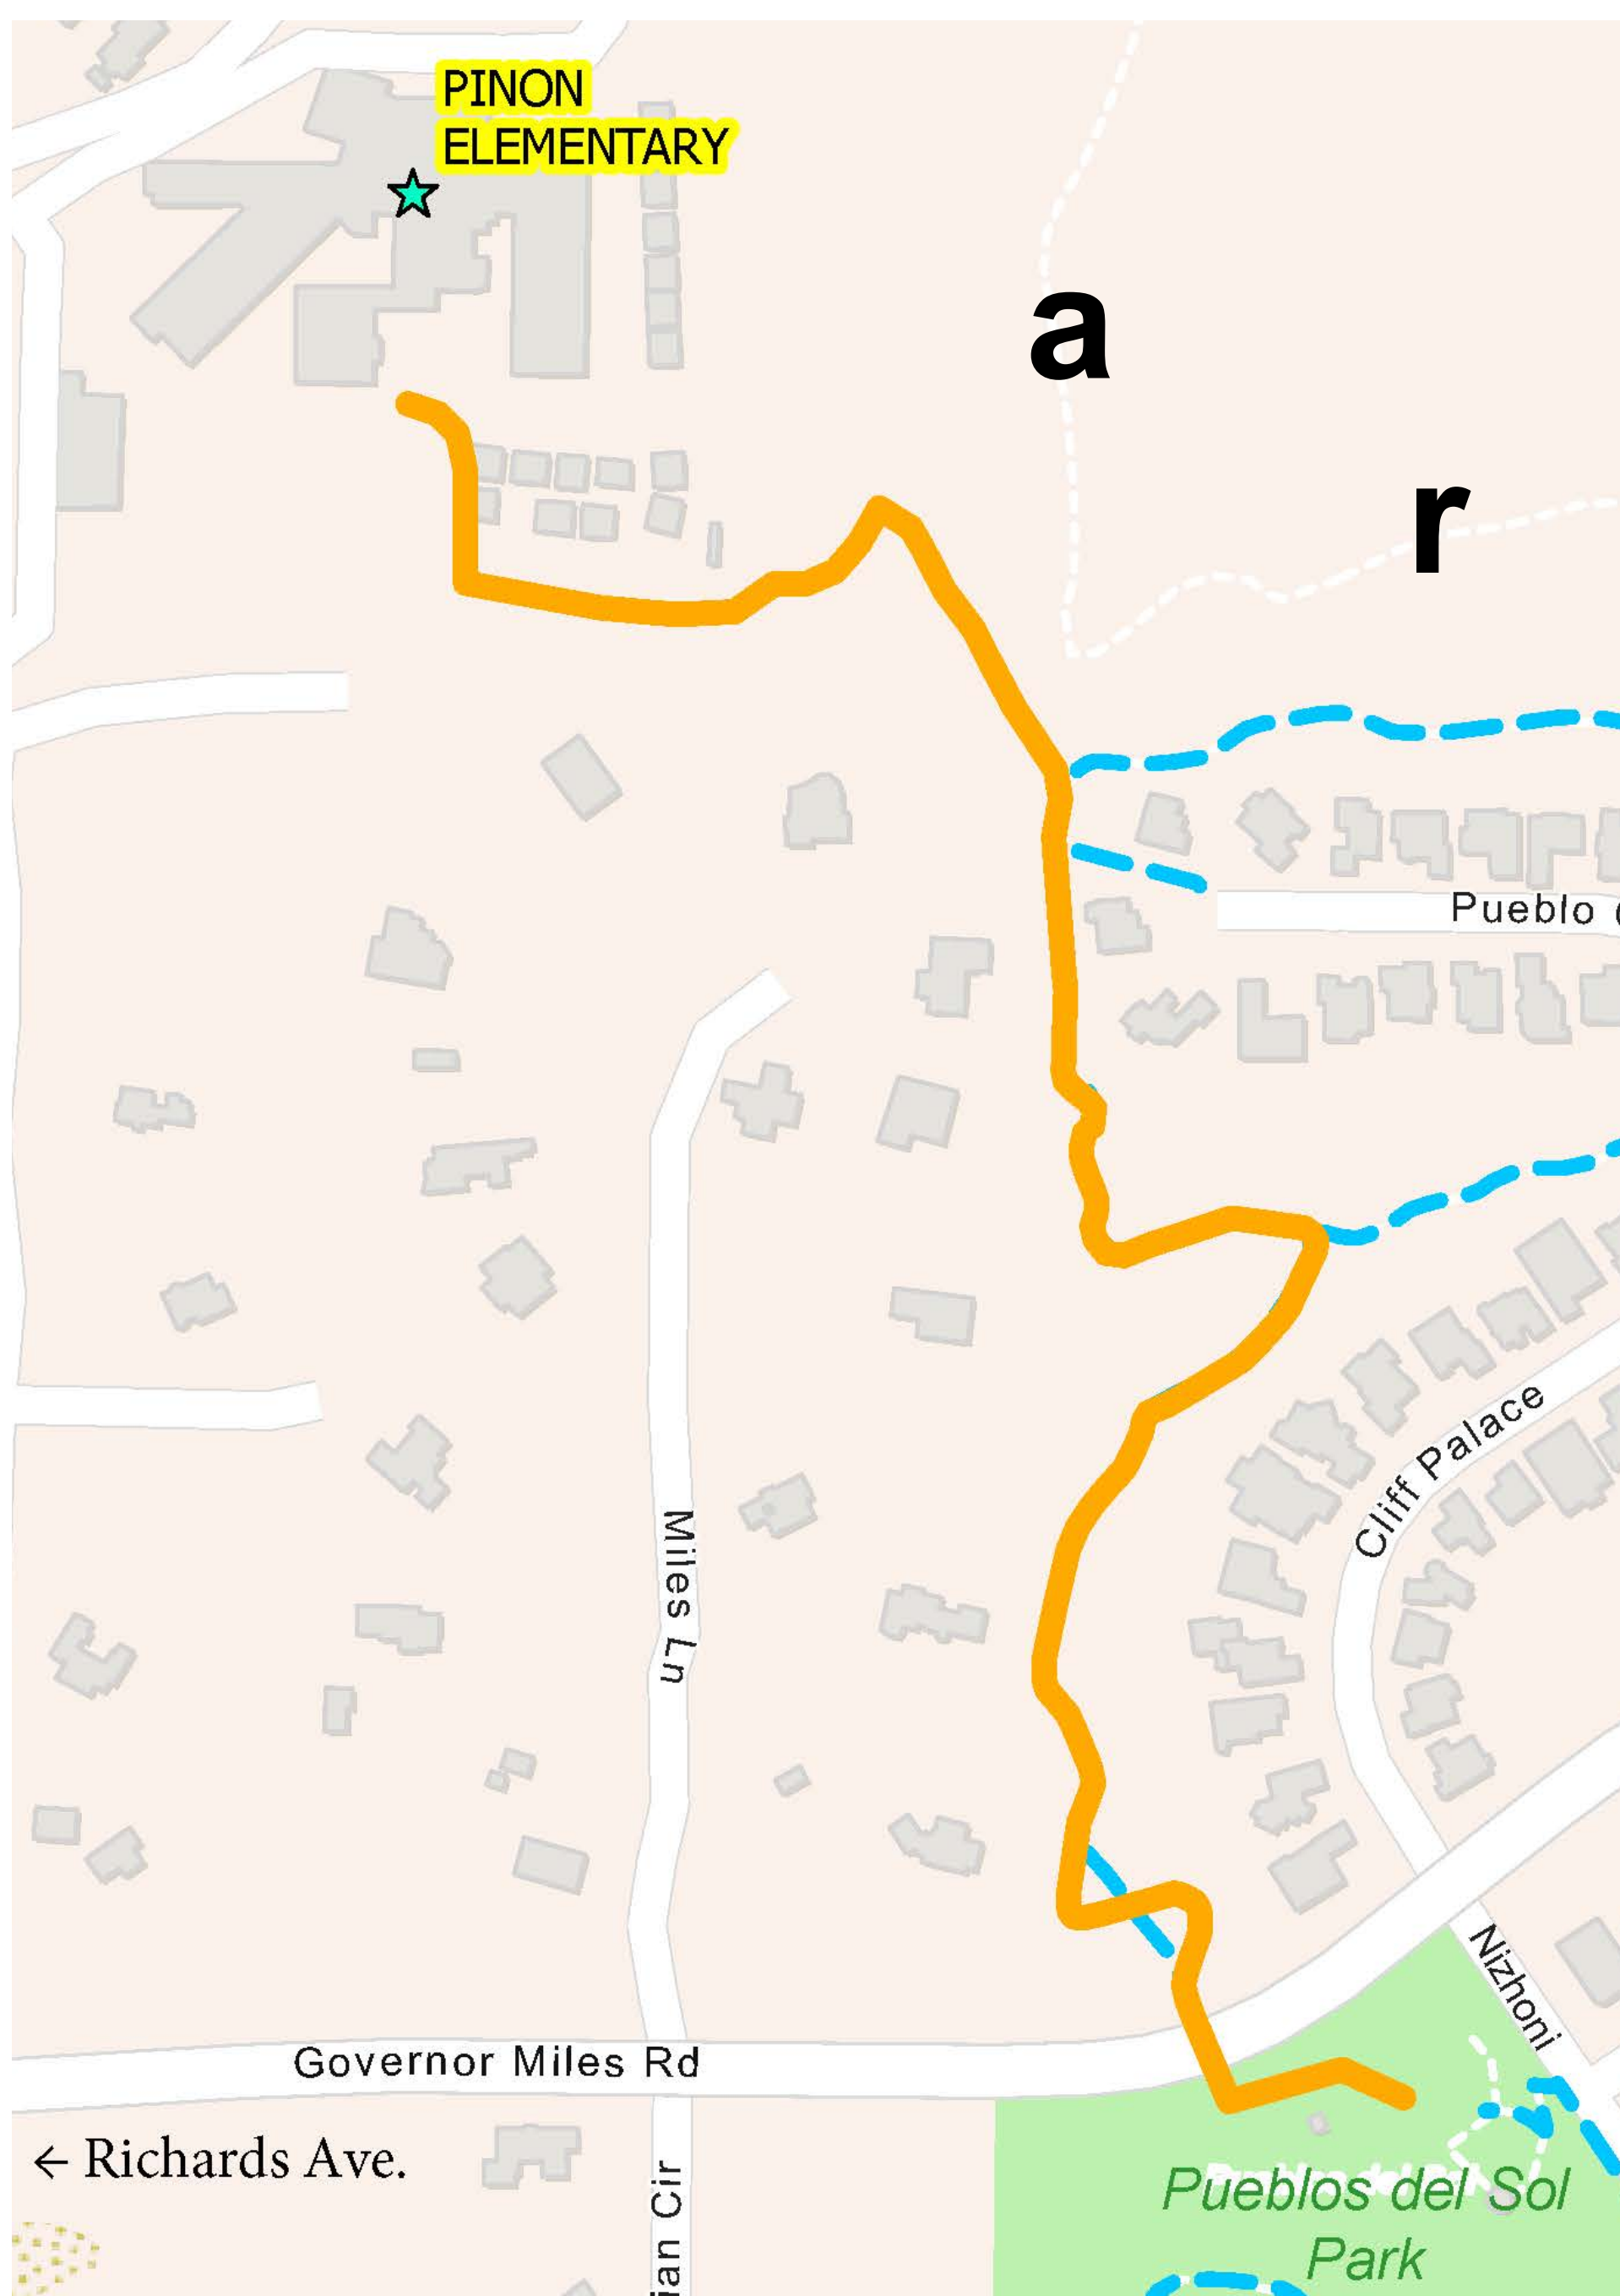 PINON
ELEMENTARY
a
r
Pueblo
Cliff Palace
Miles Ln
Nizhoni
Governor Miles Rd
← Richards Ave.
ian Cir
Pueblos del Sol
Park